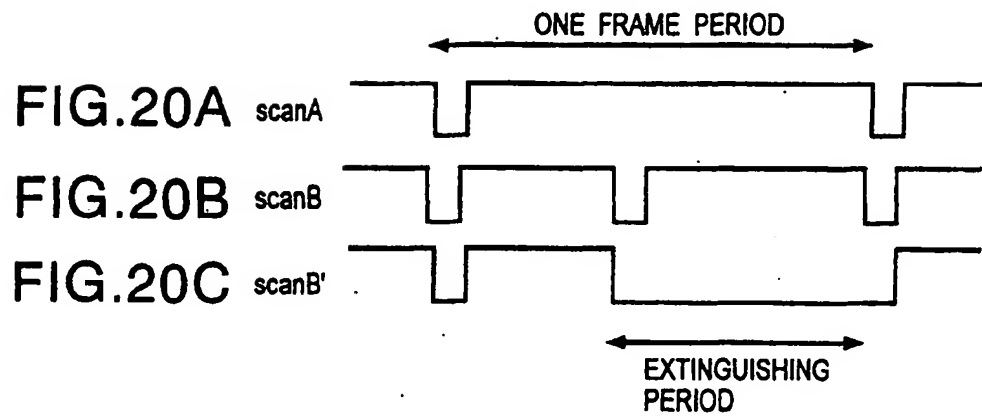 ONE FRAME PERIOD
FIG.20A scanA
FIG.20B scanB
FIG.20C scanB'
EXTINGUISHING
PERIOD